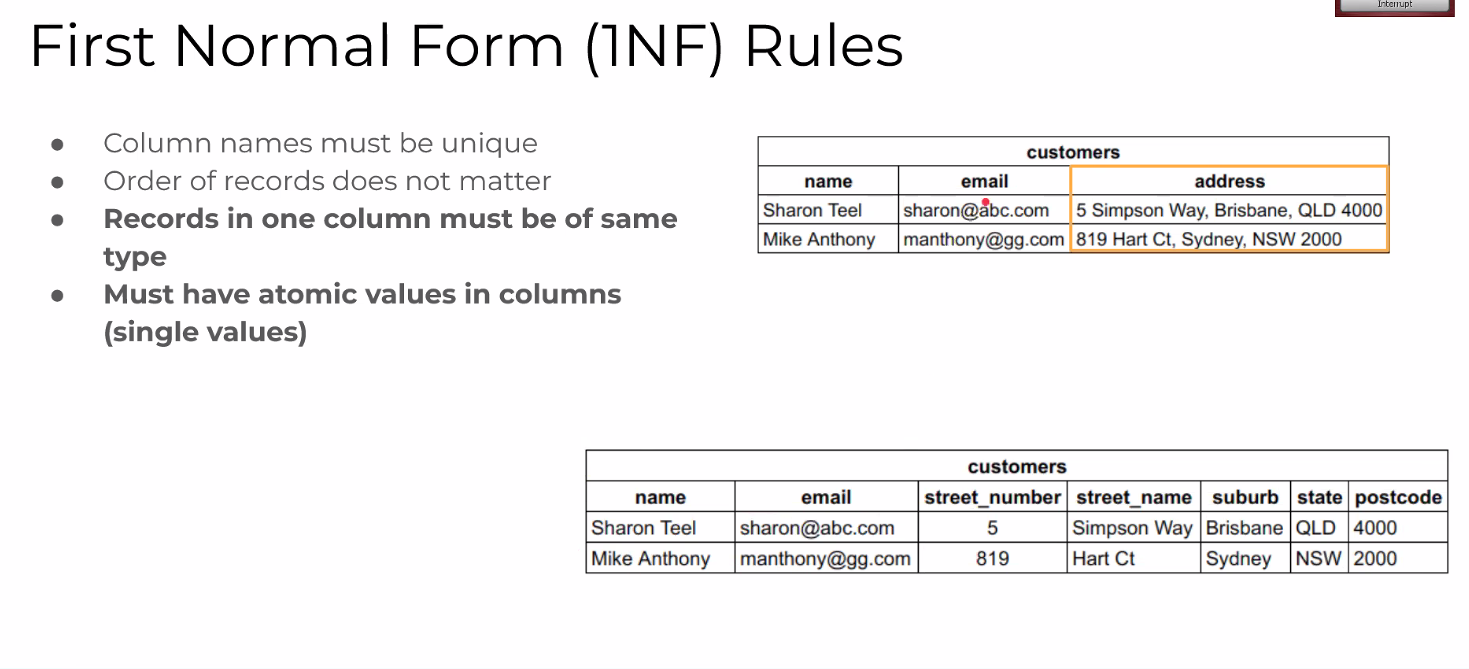 Interrupt
First Normal Form (1NF) Rules
● Column names must be unique
● Order of records does not matter
● Records in one column must be of same
type
● Must have atomic values in columns
(single values)
customers
name email address
Sharon Teel sharon@abc.com 5 Simpson Way, Brisbane, QLD 4000
Mike Anthony manthony@gg.com 819 Hart Ct, Sydney, NSW 2000
customers
name email street_number street_name suburb state postcode
Sharon Teel sharon@abc.com 5 Simpson Way Brisbane QLD 4000
Mike Anthony manthony@gg.com 819 Hart Ct Sydney NSW 2000